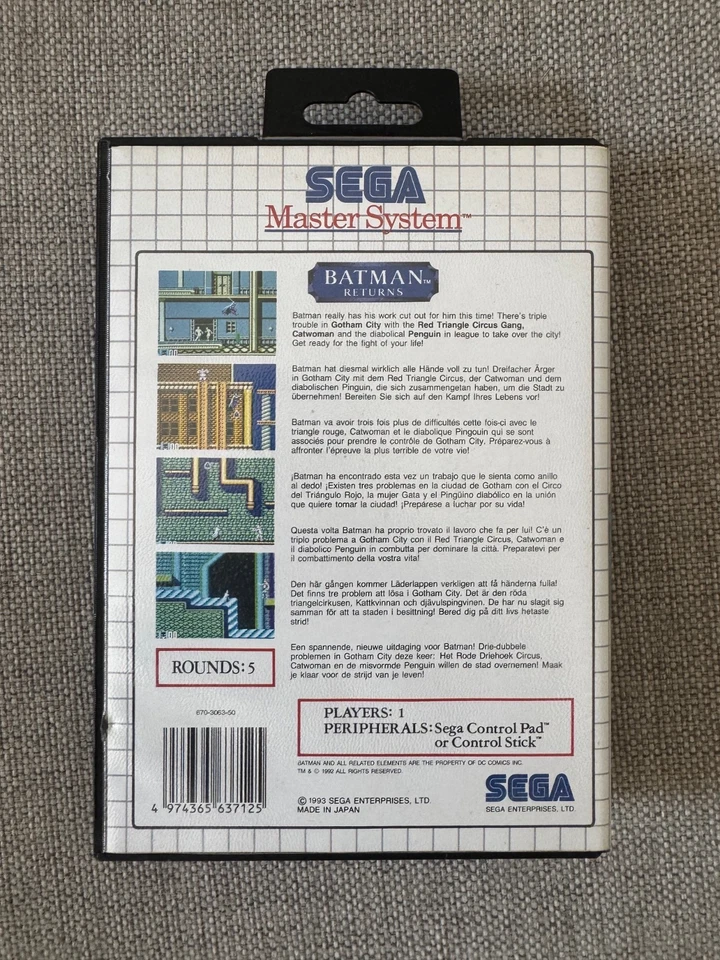 SEGA
Master System™
BATMAN™
RETURNS
Batman really has his work cut out for him this time! There's triple
trouble in Gotham City with the Red Triangle Circus Gang,
Catwoman and the diabolical Penguin in league to take over the city!
Get ready for the fight of your life!
Batman hat diesmal wirklich alle Hände voll zu tun! Dreifacher Ärger
in Gotham City mit dem Red Triangle Circus, der Catwoman und dem
diabolischen Pinguin, die sich zusammengetan haben, um die Stadt zu
übernehmen! Bereiten Sie sich auf den Kampf Ihres Lebens vor!
Batman va avoir trois fois plus de difficultés cette fois-ci avec le
triangle rouge, Catwoman et le diabolique Pingouin qui se sont
associés pour prendre le contrôle de Gotham City. Préparez-vous à
affronter l'épreuve la plus terrible de votre vie!
¡Batman ha encontrado esta vez un trabajo que le sienta como anillo
al dedo! ¡Existen tres problemas en la ciudad de Gotham con el Circo
del Triángulo Rojo, la mujer Gata y el Pingüino diabólico en la unión
que quiere tomar la ciudad! ¡Prepárese a luchar por su vida!
Questa volta Batman ha proprio trovato il lavoro che fa per lui! C'è un
triplo problema a Gotham City con il Red Triangle Circus, Catwoman e
il diabolico Penguin in combutta per dominare la città. Preparatevi per
il combattimento della vostra vita!
Den här gången kommer Läderlappen verkligen att få händerna fulla!
Det finns tre problem att lösa i Gotham City. Det är den röda
triangelcirkusen, Kattkvinnan och djävulspingvinen. De har nu slagit sig
samman för att ta staden i besittning! Bered dig på ditt livs hetaste
strid!
Een spannende, nieuwe uitdaging voor Batman! Drie-dubbele
problemen in Gotham City deze keer: Het Rode Driehoek Circus,
Catwoman en de misvormde Penguin willen de stad overnemen! Maak
je klaar voor de strijd van je leven!
ROUNDS: 5
670-3063-50
PLAYERS: 1
PERIPHERALS: Sega Control Pad™
or Control Stick™
BATMAN AND ALL RELATED ELEMENTS ARE THE PROPERTY OF DC COMICS INC.
TM & © 1992 ALL RIGHTS RESERVED.
4 974365 637125
© 1993 SEGA ENTERPRISES, LTD.
MADE IN JAPAN
SEGA
SEGA ENTERPRISES, LTD.